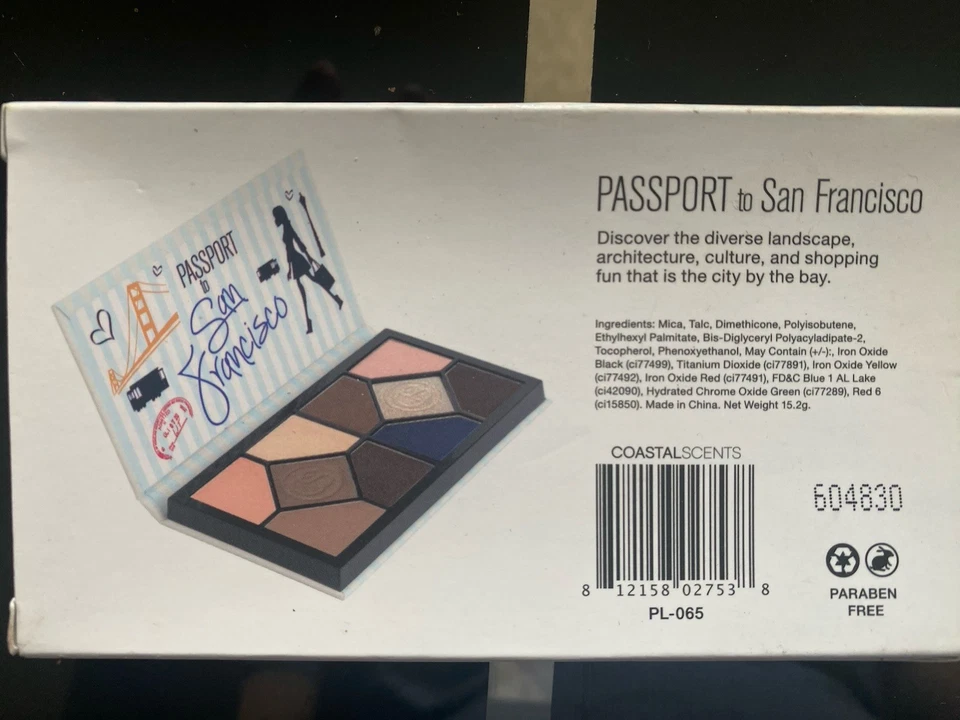 PASSPORT
to
San
Francisco
PASSPORT to San Francisco
Discover the diverse landscape,
architecture, culture, and shopping
fun that is the city by the bay.
Ingredients: Mica, Talc, Dimethicone, Polyisobutene,
Ethylhexyl Palmitate, Bis-Diglyceryl Polyacyladipate-2,
Tocopherol, Phenoxyethanol, May Contain (+/-):, Iron Oxide
Black (ci77499), Titanium Dioxide (ci77891), Iron Oxide Yellow
(ci77492), Iron Oxide Red (ci77491), FD&C Blue 1 AL Lake
(ci42090), Hydrated Chrome Oxide Green (ci77289), Red 6
(ci15850). Made in China. Net Weight 15.2g.
COASTALSCENTS
8 12158 02753 8
PL-065
604830
PARABEN
FREE